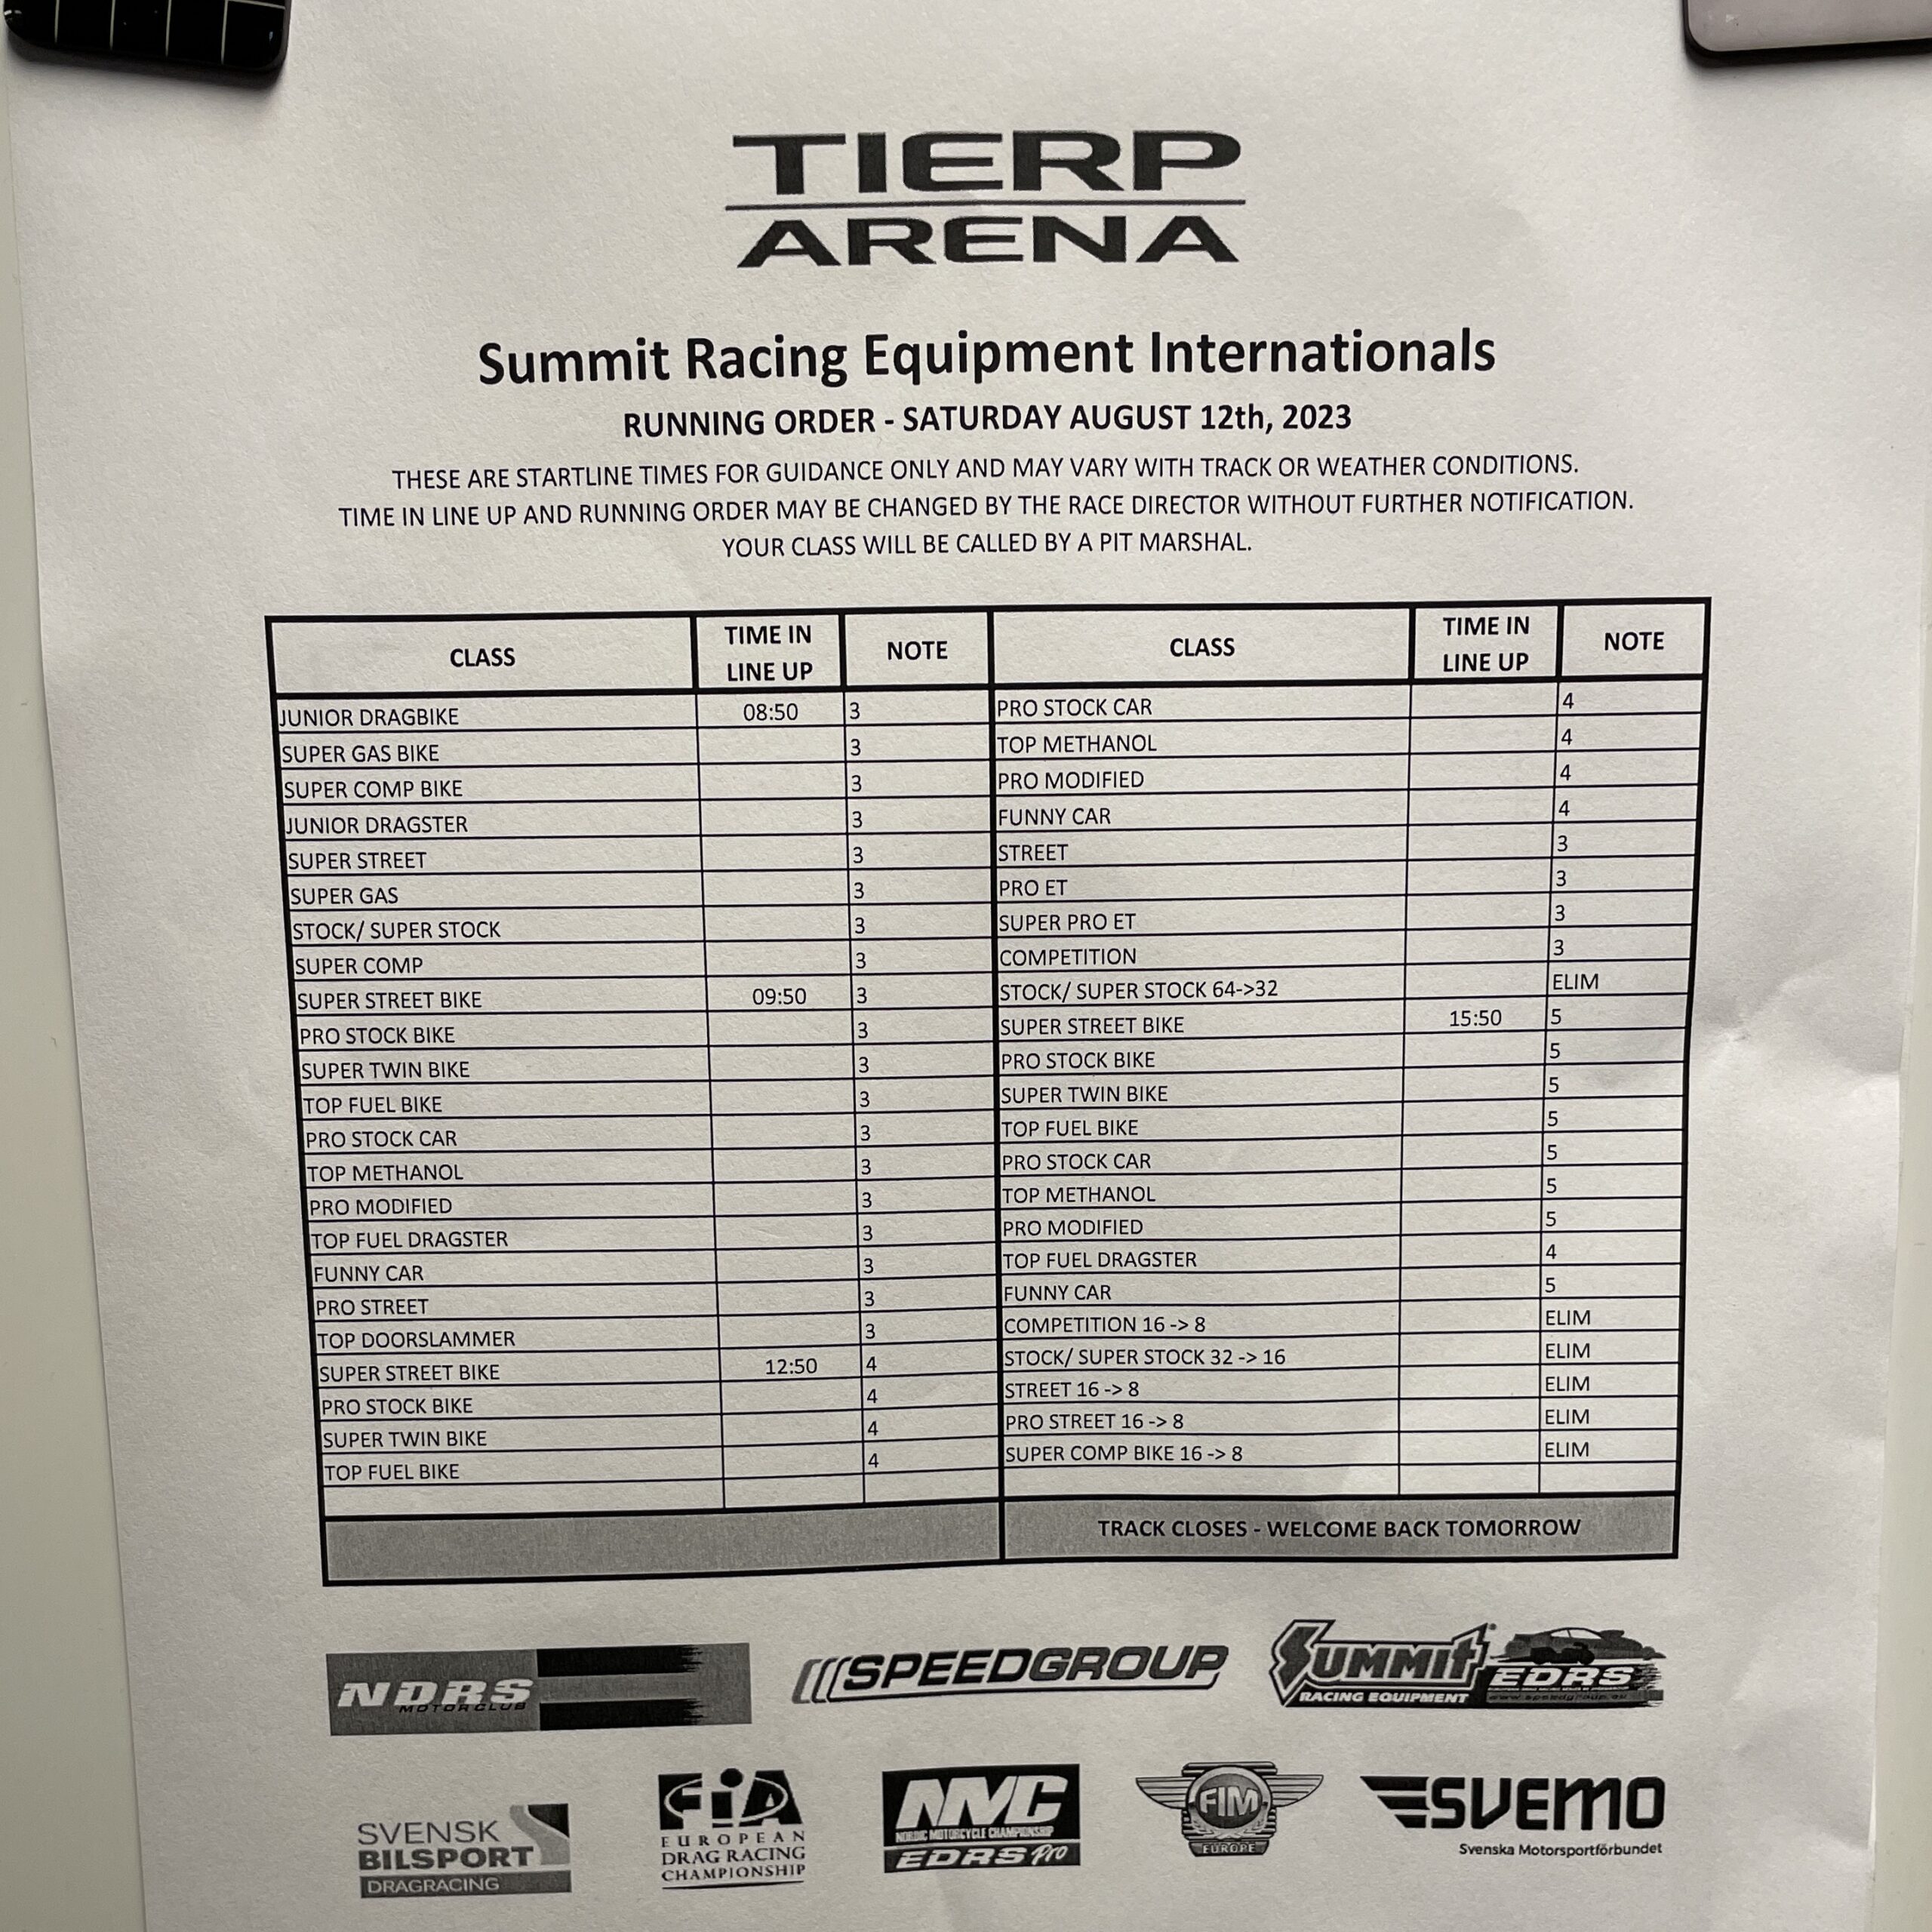 TIERP
ARENA
Summit Racing Equipment Internationals
RUNNING ORDER - SATURDAY AUGUST 12th, 2023
THESE ARE STARTLINE TIMES FOR GUIDANCE ONLY AND MAY VARY WITH TRACK OR WEATHER CONDITIONS.
TIME IN LINE UP AND RUNNING ORDER MAY BE CHANGED BY THE RACE DIRECTOR WITHOUT FURTHER NOTIFICATION.
YOUR CLASS WILL BE CALLED BY A PIT MARSHAL.
CLASS TIME IN LINE UP NOTE
JUNIOR DRAGBIKE 08:50 3
SUPER GAS BIKE 3
SUPER COMP BIKE 3
JUNIOR DRAGSTER 3
SUPER STREET 3
SUPER GAS 3
STOCK/ SUPER STOCK 3
SUPER COMP 3
SUPER STREET BIKE 09:50 3
PRO STOCK BIKE 3
SUPER TWIN BIKE 3
TOP FUEL BIKE 3
PRO STOCK CAR 3
TOP METHANOL 3
PRO MODIFIED 3
TOP FUEL DRAGSTER 3
FUNNY CAR 3
PRO STREET 3
TOP DOORSLAMMER 3
SUPER STREET BIKE 12:50 4
PRO STOCK BIKE 4
SUPER TWIN BIKE 4
TOP FUEL BIKE 4
CLASS TIME IN LINE UP NOTE
PRO STOCK CAR 4
TOP METHANOL 4
PRO MODIFIED 4
FUNNY CAR 4
STREET 3
PRO ET 3
SUPER PRO ET 3
COMPETITION 3
STOCK/ SUPER STOCK 64->32 ELIM
SUPER STREET BIKE 15:50 5
PRO STOCK BIKE 5
SUPER TWIN BIKE 5
TOP FUEL BIKE 5
PRO STOCK CAR 5
TOP METHANOL 5
PRO MODIFIED 5
TOP FUEL DRAGSTER 4
FUNNY CAR 5
COMPETITION 16 -> 8 ELIM
STOCK/ SUPER STOCK 32 -> 16 ELIM
STREET 16 -> 8 ELIM
PRO STREET 16 -> 8 ELIM
SUPER COMP BIKE 16 -> 8 ELIM
TRACK CLOSES - WELCOME BACK TOMORROW
NDRS
MOTORCLUB
SPEEDGROUP
SUMMIT
RACING EQUIPMENT
EDRS
www.speedgroup.eu
SVENSK
BILSPORT
DRAGRACING
FIA
EUROPEAN
DRAG RACING
CHAMPIONSHIP
NMC
NORDIC MOTORCYCLE CHAMPIONSHIP
EDRS Pro
FIM
EUROPE
SVEMO
Svenska Motorsportförbundet